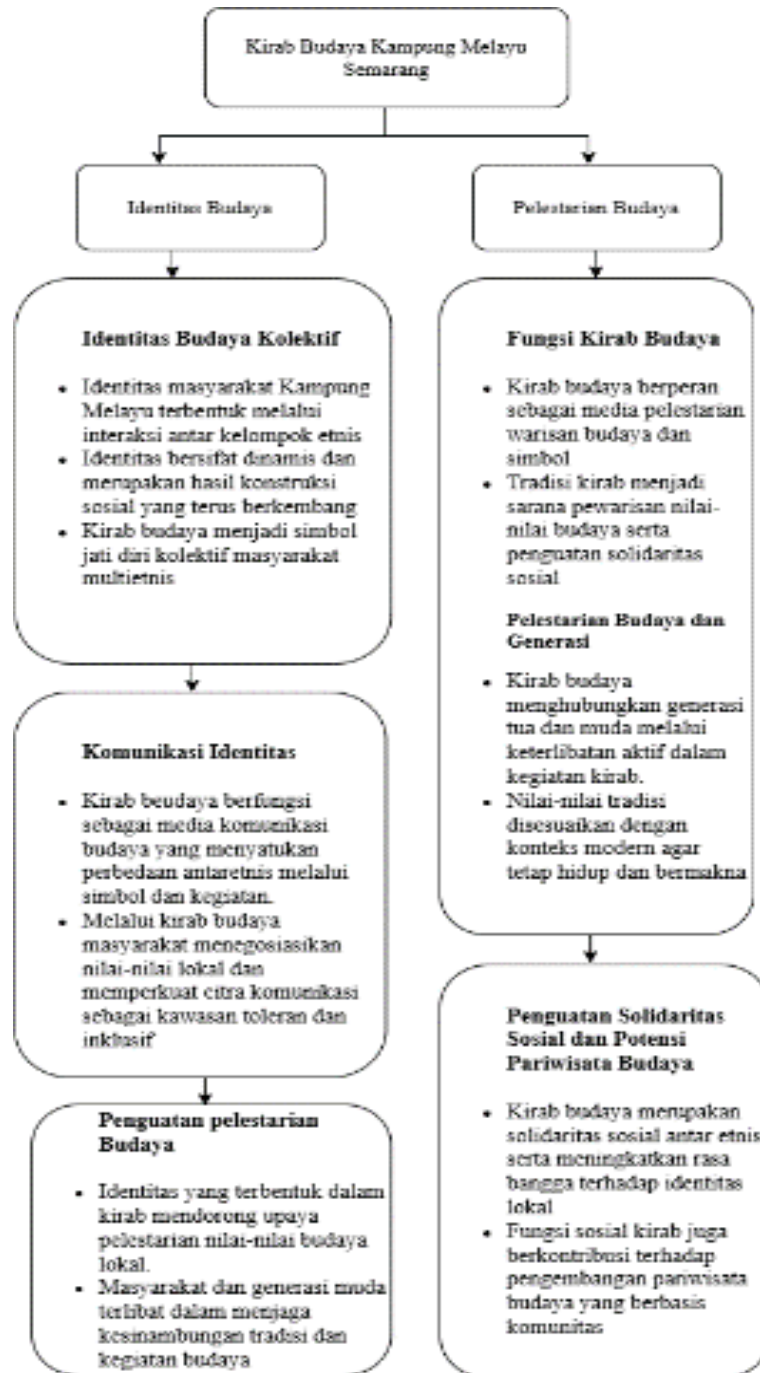 Kirab Budaya Kampung Melayu
Semarang
Identitas Budaya
Pelestarian Budaya
Identitas Budaya Kolektif
• Identitas masyarakat Kampung
Melayu terbentuk melalui
interaksi antar kelompok etnis
• Identitas bersifat dinamis dan
merupakan hasil konstruksi
sosial yang terus berkembang
• Kirab budaya menjadi simbol
jati diri kolektif masyarakat
multietnis
Komunikasi Identitas
• Kirab beudaya berfungsi
sebagai media komunikasi
budaya yang menyatukan
perbedaan antaretnis melalui
simbol dan kegiatan.
• Melalui kirab budaya
masyarakat menegosiasikan
nilai-nilai lokal dan
memperkuat citra komunikasi
sebagai kawasan toleran dan
inklusif
Penguatan pelestarian
Budaya
• Identitas yang terbentuk dalam
kirab mendorong upaya
pelestarian nilai-nilai budaya
lokal.
• Masyarakat dan generasi muda
terlibat dalam menjaga
kesinambungan tradisi dan
kegiatan budaya
Fungsi Kirab Budaya
• Kirab budaya berperan
sebagai media pelestarian
warisan budaya dan
simbol
• Tradisi kirab menjadi
sarana pewarisan nilai-
nilai budaya serta
penguatan solidaritas
sosial
Pelestarian Budaya dan
Generasi
• Kirab budaya
menghubungkan generasi
tua dan muda melalui
keterlibatan aktif dalam
kegiatan kirab.
• Nilai-nilai tradisi
disesuaikan dengan
konteks modern agar
tetap hidup dan bermakna
Penguatan Solidaritas
Sosial dan Potensi
Pariwisata Budaya
• Kirab budaya merupakan
solidaritas sosial antar etnis
serta meningkatkan rasa
bangga terhadap identitas
lokal
• Fungsi sosial kirab juga
berkontribusi terhadap
pengembangan pariwisata
budaya yang berbasis
komunitas